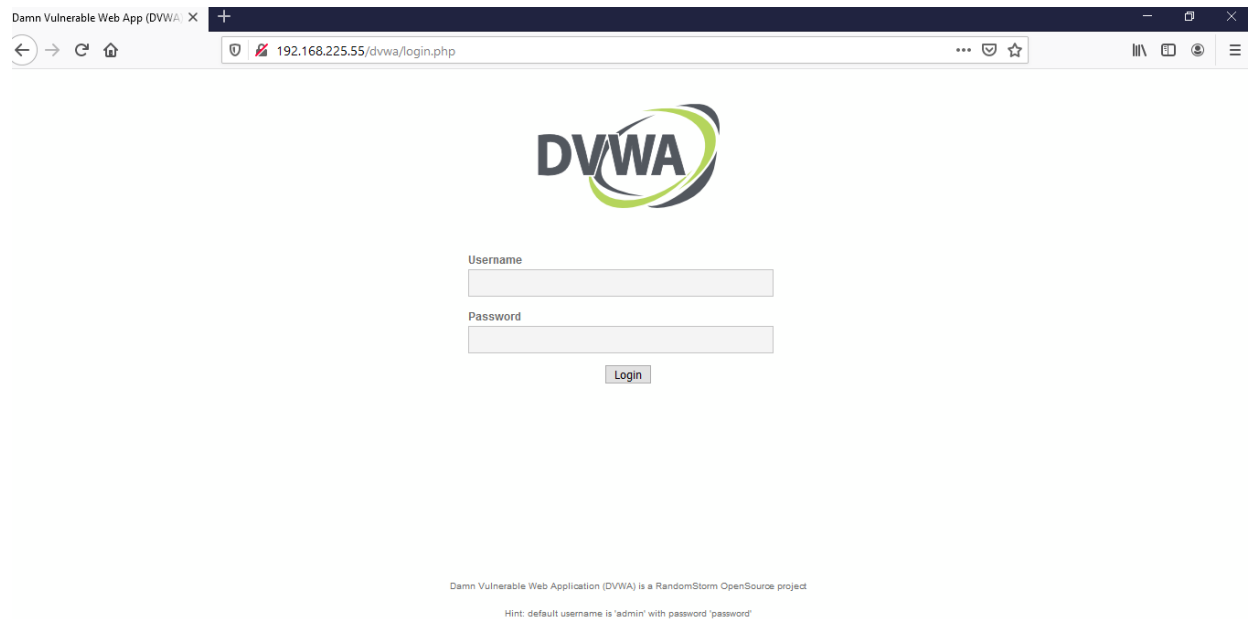 Damn Vulnerable Web App (DVWA)
192.168.225.55/dvwa/login.php
DVWA
Username
Password
Login
Damn Vulnerable Web Application (DVWA) is a RandomStorm OpenSource project
Hint: default username is 'admin' with password 'password'